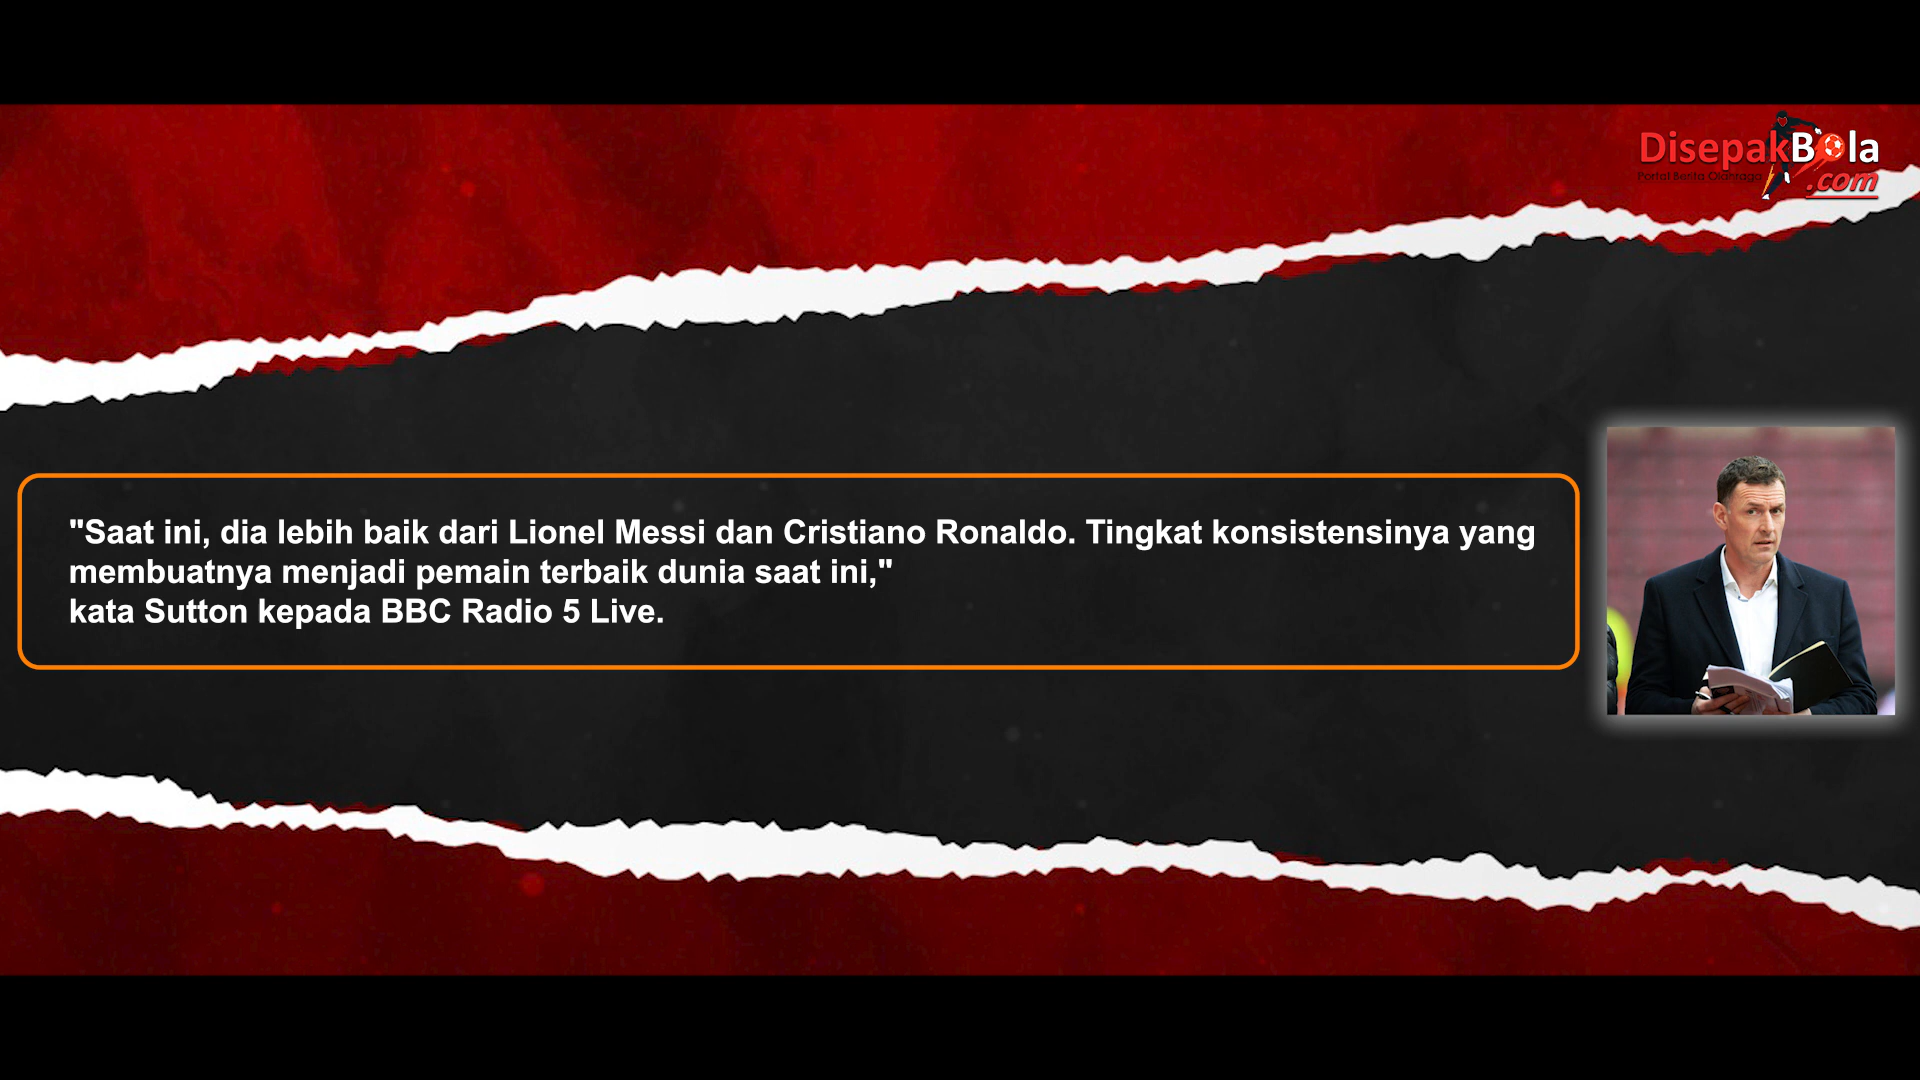 DisepakBola
Portal Berita Olahraga
.com
"Saat ini, dia lebih baik dari Lionel Messi dan Cristiano Ronaldo. Tingkat konsistensinya yang
membuatnya menjadi pemain terbaik dunia saat ini,"
kata Sutton kepada BBC Radio 5 Live.